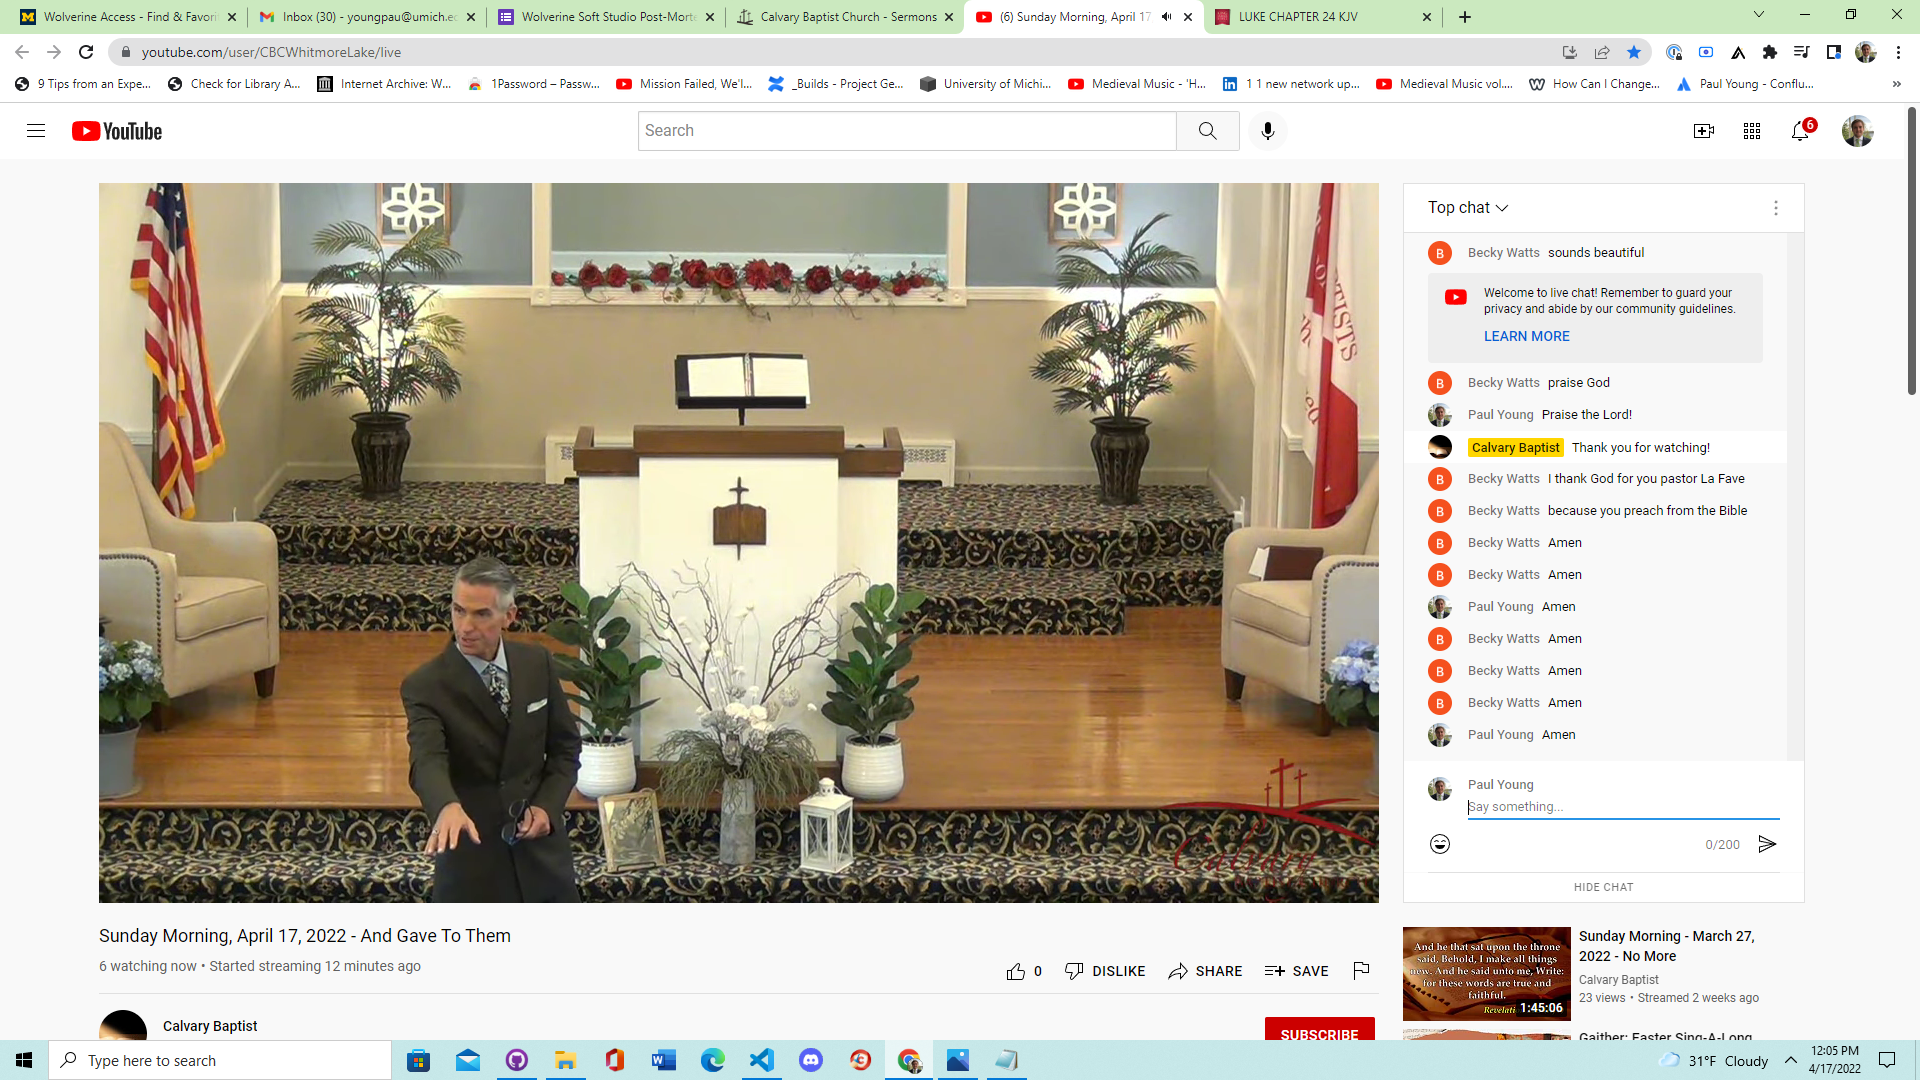 Wolverine Access - Find & Favori
Inbox (30) - youngpau@umich.ed
Wolverine Soft Studio Post-Morte
Calvary Baptist Church - Sermons
(6) Sunday Morning, April 17
LUKE CHAPTER 24 KJV
youtube.com/user/CBCWhitmoreLake/live
9 Tips from an Expe...
Check for Library A...
Internet Archive: W...
1Password – Passw...
Mission Failed, We'l...
_Builds - Project Ge...
University of Michi...
Medieval Music - 'H...
1 1 new network up...
Medieval Music vol....
How Can I Change...
Paul Young - Conflu...
YouTube
Search
6
Top chat
Becky Watts sounds beautiful
Welcome to live chat! Remember to guard your
privacy and abide by our community guidelines.
LEARN MORE
Becky Watts praise God
Paul Young Praise the Lord!
Calvary Baptist Thank you for watching!
Becky Watts I thank God for you pastor La Fave
Becky Watts because you preach from the Bible
Becky Watts Amen
Becky Watts Amen
Paul Young Amen
Becky Watts Amen
Becky Watts Amen
Becky Watts Amen
Paul Young Amen
Paul Young
Say something...
0/200
HIDE CHAT
Calvary
Sunday Morning, April 17, 2022 - And Gave To Them
6 watching now • Started streaming 12 minutes ago
0
DISLIKE
SHARE
SAVE
Calvary Baptist
SUBSCRIBE
And he that sat upon the throne
said, Behold, I make all things
new. And he said unto me, Write:
for these words are true and
faithful.
Revelati
1:45:06
Sunday Morning - March 27,
2022 - No More
Calvary Baptist
23 views • Streamed 2 weeks ago
Gaither: Easter Sing-A-Long
Type here to search
31°F Cloudy
12:05 PM
4/17/2022